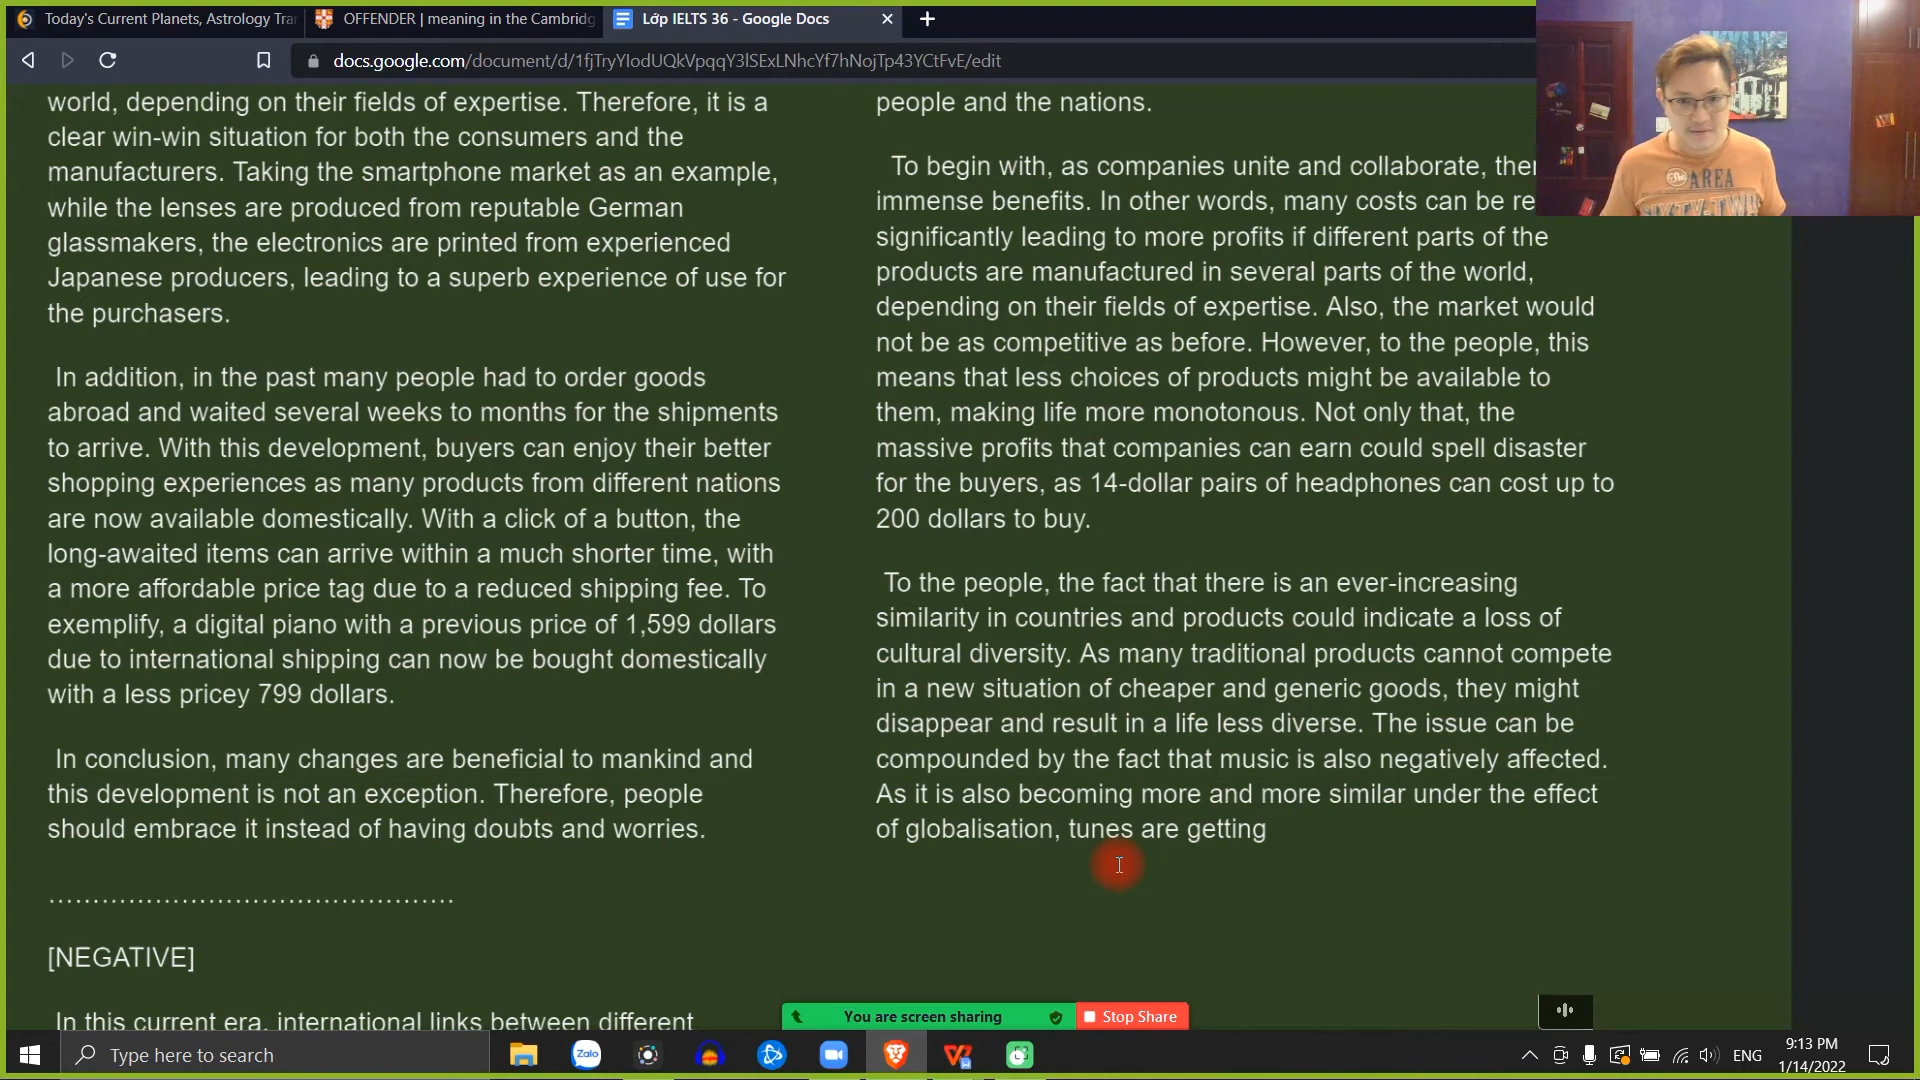 Today's Current Planets, Astrology Tra
OFFENDER | meaning in the Cambridg
Lớp IELTS 36 - Google Docs
docs.google.com/document/d/1fjTryYIodUQkVpqqY3lSExLNhcYf7hNojTp43YCtFvE/edit
world, depending on their fields of expertise. Therefore, it is a
clear win-win situation for both the consumers and the
manufacturers. Taking the smartphone market as an example,
while the lenses are produced from reputable German
glassmakers, the electronics are printed from experienced
Japanese producers, leading to a superb experience of use for
the purchasers.
In addition, in the past many people had to order goods
abroad and waited several weeks to months for the shipments
to arrive. With this development, buyers can enjoy their better
shopping experiences as many products from different nations
are now available domestically. With a click of a button, the
long-awaited items can arrive within a much shorter time, with
a more affordable price tag due to a reduced shipping fee. To
exemplify, a digital piano with a previous price of 1,599 dollars
due to international shipping can now be bought domestically
with a less pricey 799 dollars.
In conclusion, many changes are beneficial to mankind and
this development is not an exception. Therefore, people
should embrace it instead of having doubts and worries.
...............................................
[NEGATIVE]
In this current era, international links between different
people and the nations.
To begin with, as companies unite and collaborate, ther
immense benefits. In other words, many costs can be re
significantly leading to more profits if different parts of the
products are manufactured in several parts of the world,
depending on their fields of expertise. Also, the market would
not be as competitive as before. However, to the people, this
means that less choices of products might be available to
them, making life more monotonous. Not only that, the
massive profits that companies can earn could spell disaster
for the buyers, as 14-dollar pairs of headphones can cost up to
200 dollars to buy.
To the people, the fact that there is an ever-increasing
similarity in countries and products could indicate a loss of
cultural diversity. As many traditional products cannot compete
in a new situation of cheaper and generic goods, they might
disappear and result in a life less diverse. The issue can be
compounded by the fact that music is also negatively affected.
As it is also becoming more and more similar under the effect
of globalisation, tunes are getting
AREA
You are screen sharing
Stop Share
Type here to search
Zalo
ENG
9:13 PM
1/14/2022